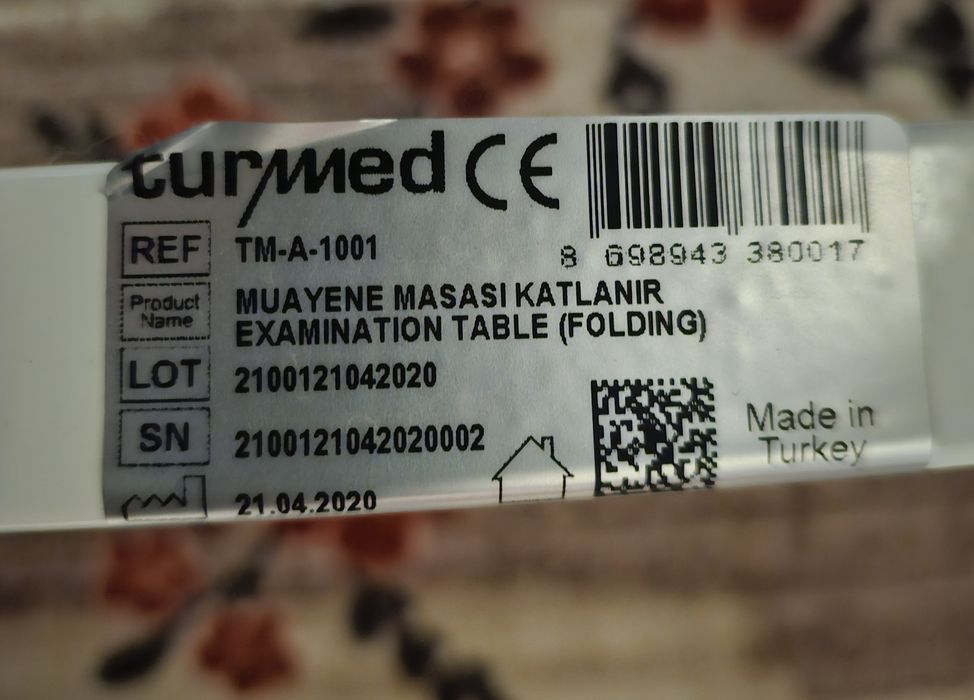 turmed CE
8 698943 380017
REF TM-A-1001
Product Name MUAYENE MASASI KATLANIR
EXAMINATION TABLE (FOLDING)
LOT 2100121042020
SN 2100121042020002
21.04.2020
Made in
Turkey